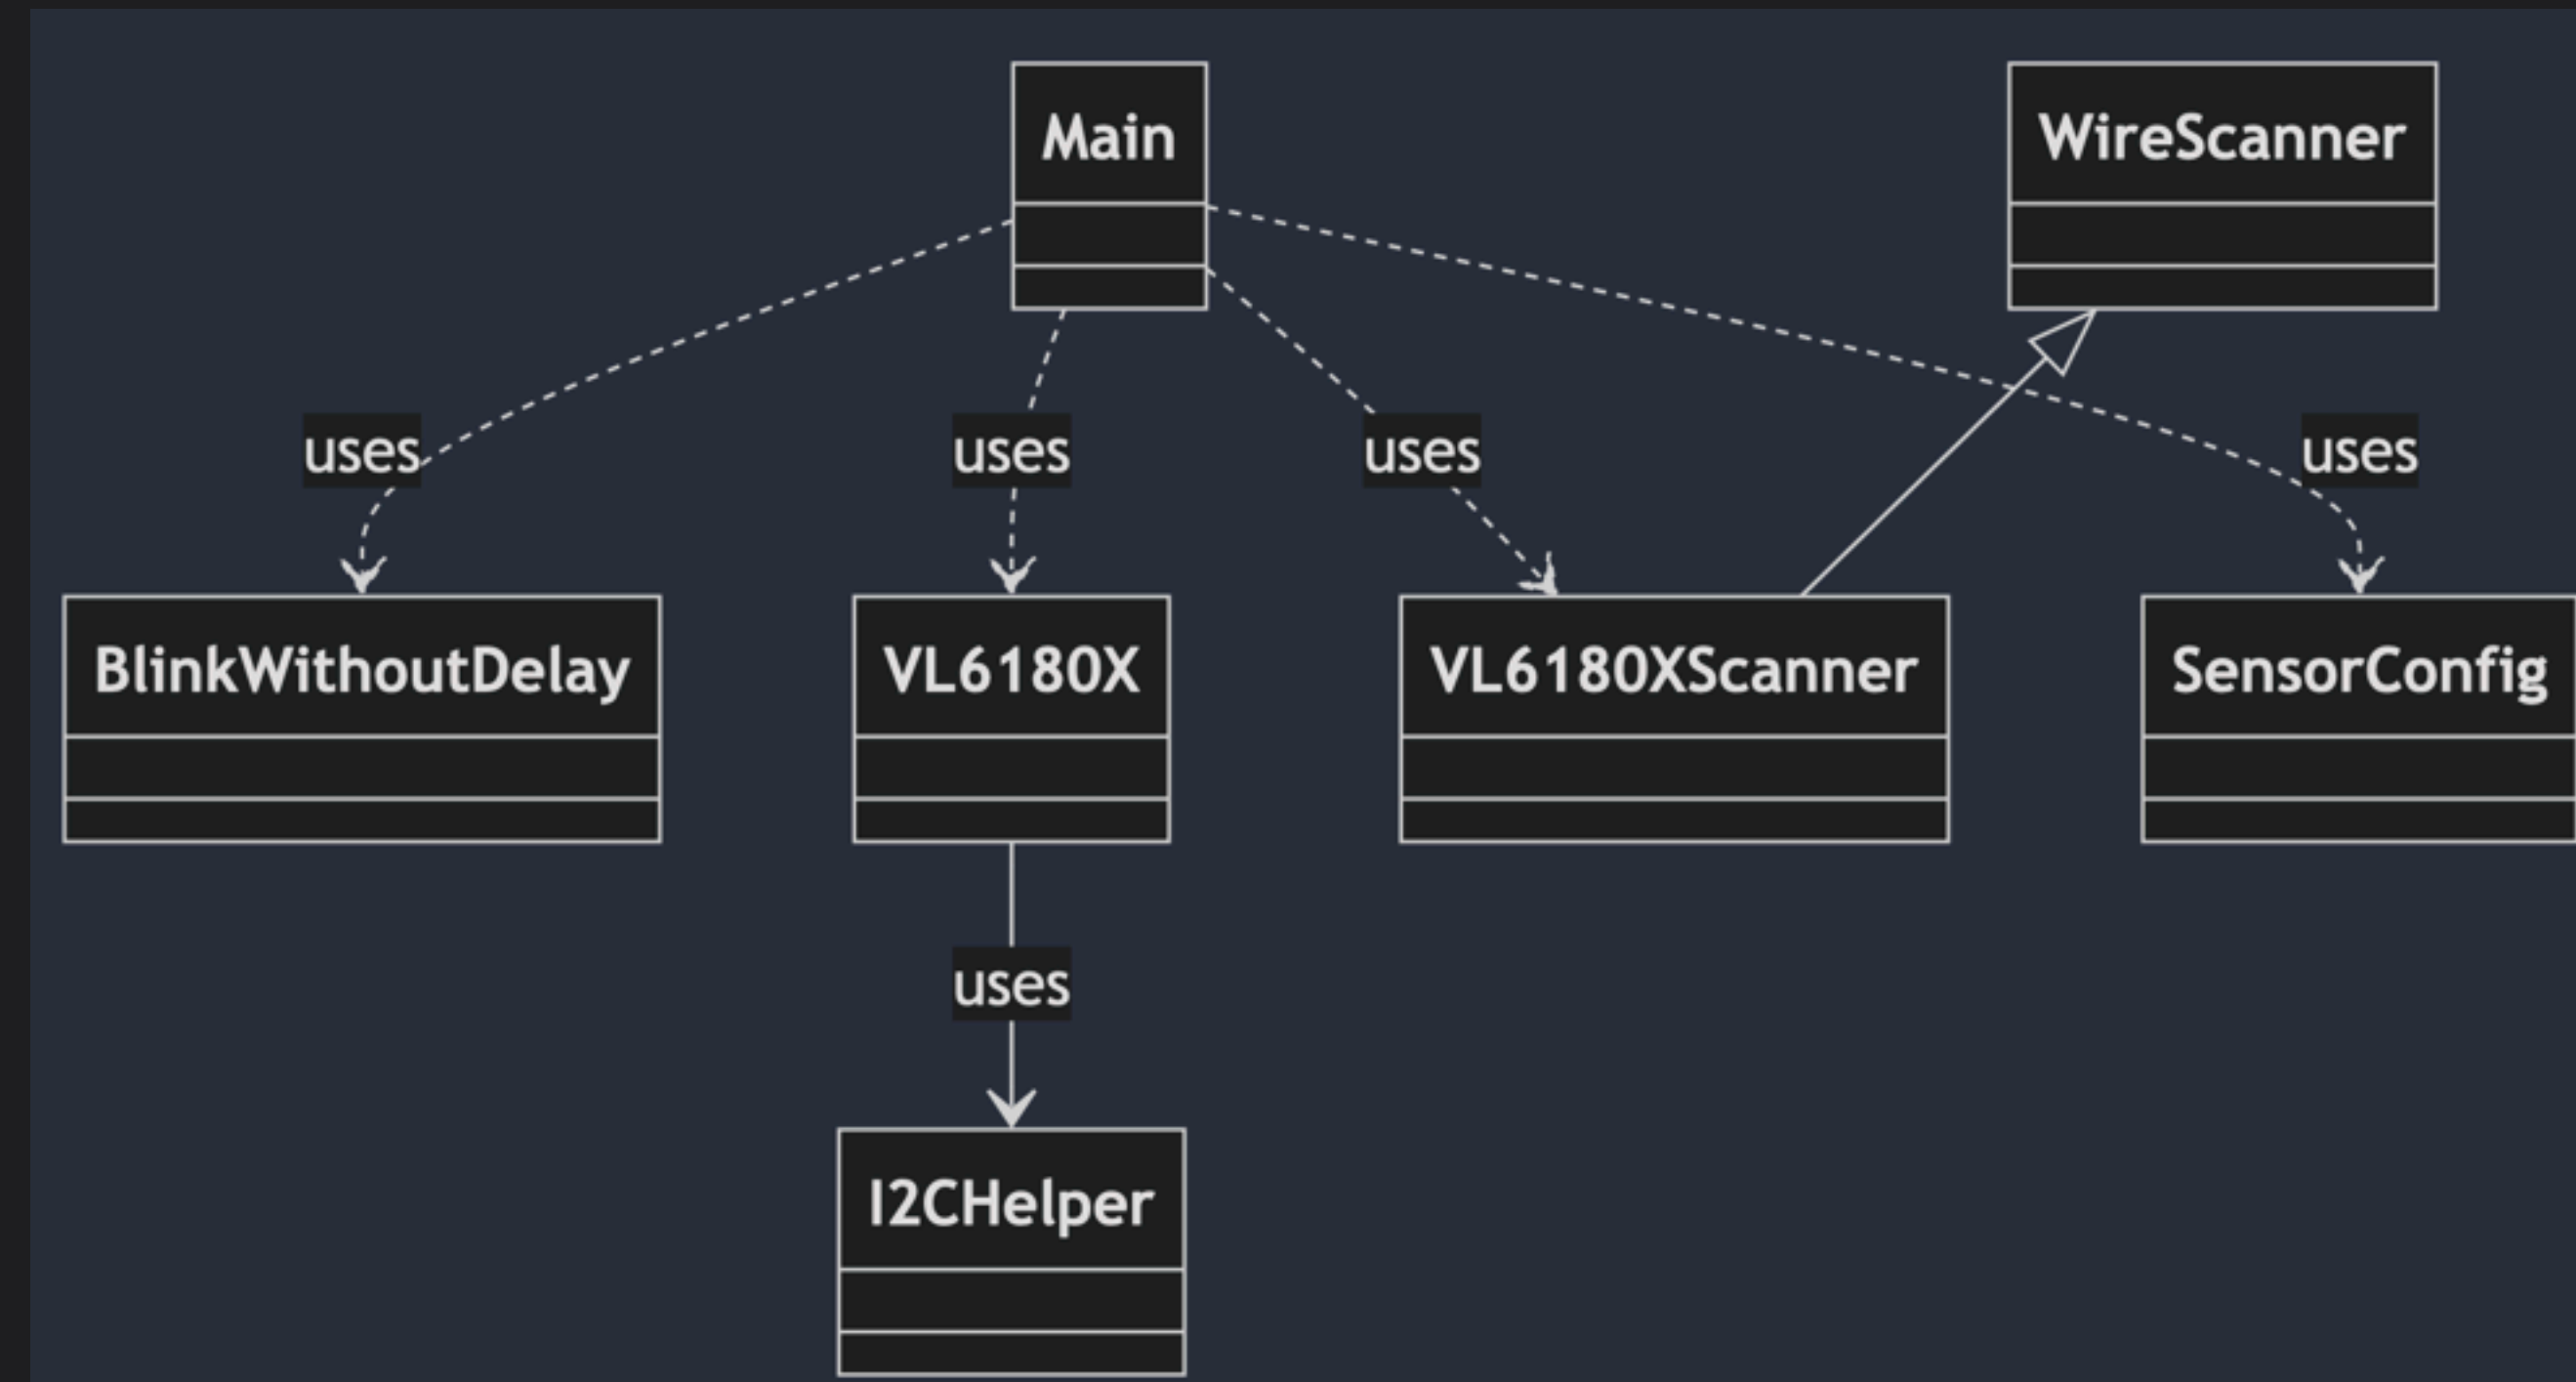 Main
WireScanner
uses
uses
uses
uses
BlinkWithoutDelay
VL6180X
VL6180XScanner
SensorConfig
uses
I2CHelper